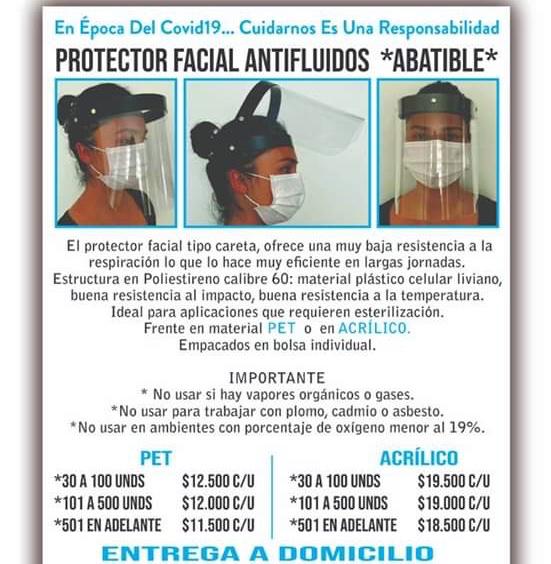 En Época Del Covid19... Cuidarnos Es Una Responsabilidad
PROTECTOR FACIAL ANTIFLUIDOS *ABATIBLE*
El protector facial tipo careta, ofrece una muy baja resistencia a la
respiración lo que lo hace muy eficiente en largas jornadas.
Estructura en Poliestireno calibre 60: material plástico celular liviano,
buena resistencia al impacto, buena resistencia a la temperatura.
Ideal para aplicaciones que requieren esterilización.
Frente en material PET o en ACRÍLICO.
Empacados en bolsa individual.
IMPORTANTE
* No usar si hay vapores orgánicos o gases.
*No usar para trabajar con plomo, cadmio o asbesto.
*No usar en ambientes con porcentaje de oxígeno menor al 19%.
PET
*30 A 100 UNDS $12.500 C/U
*101 A 500 UNDS $12.000 C/U
*501 EN ADELANTE $11.500 C/U
ACRÍLICO
*30 A 100 UNDS $19.500 C/U
*101 A 500 UNDS $19.000 C/U
*501 EN ADELANTE $18.500 C/U
ENTREGA A DOMICILIO